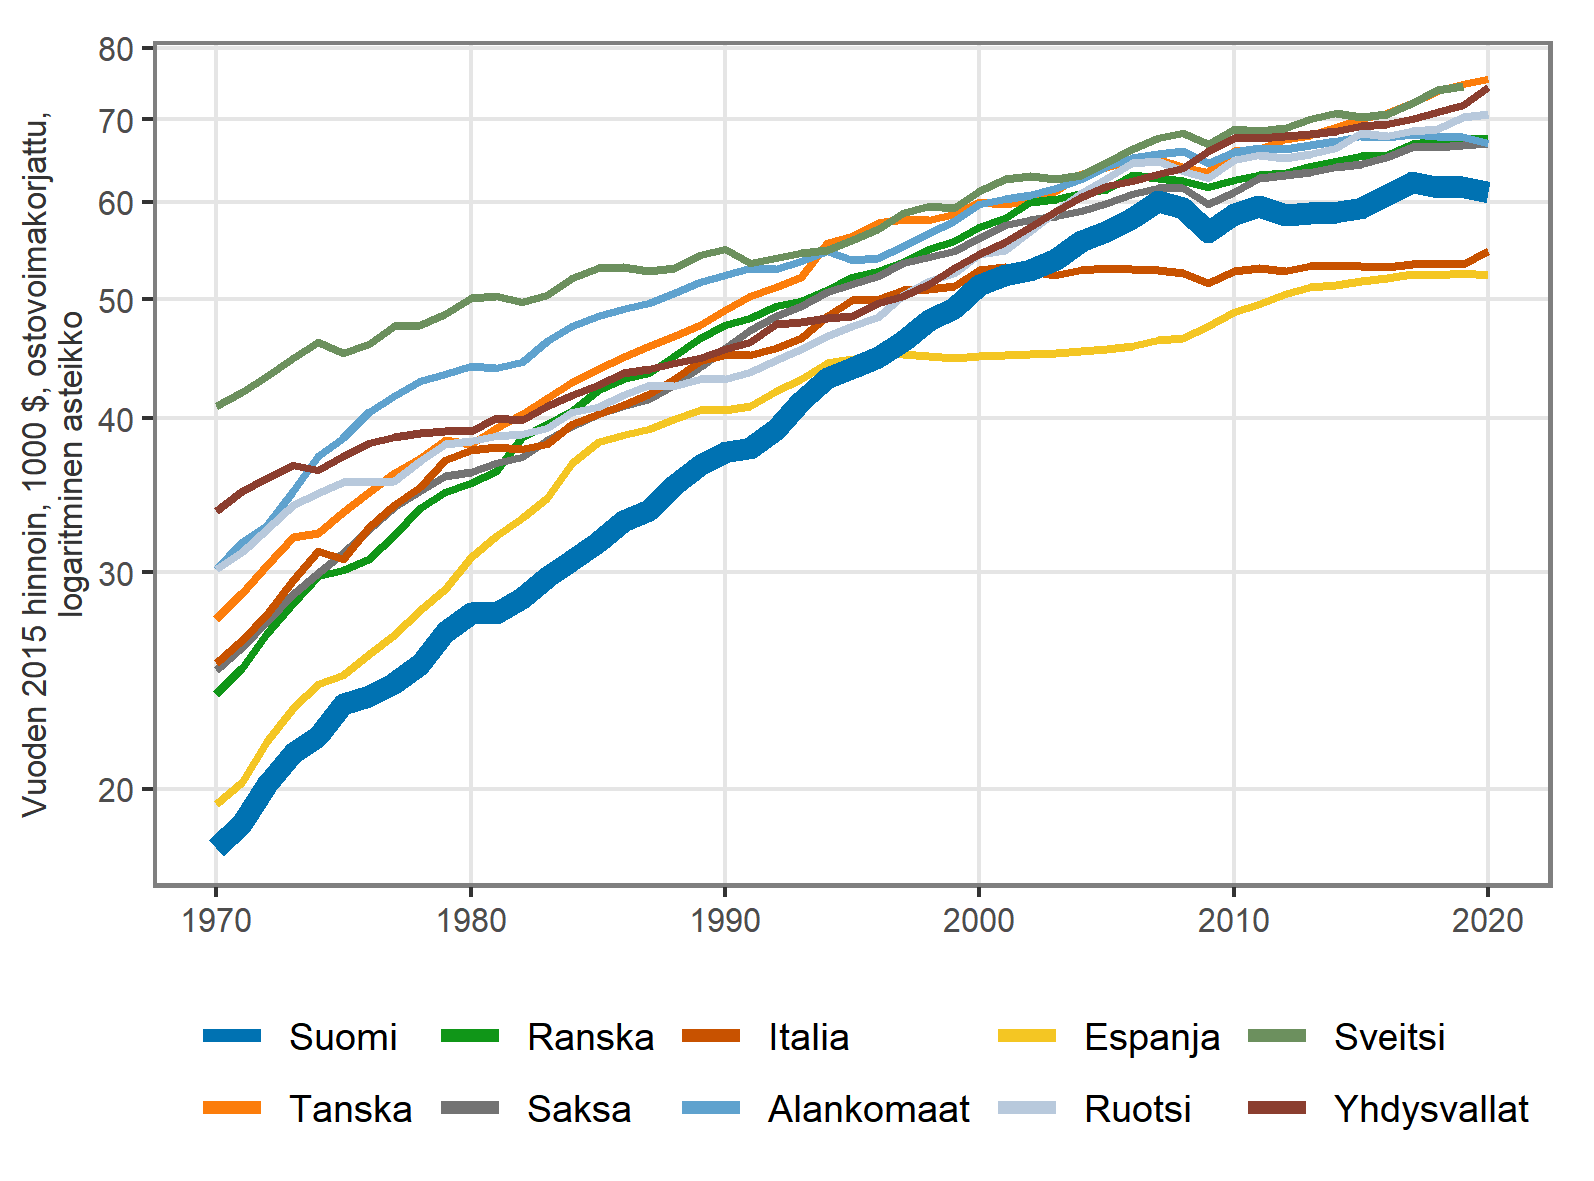 Vuoden 2015 hinnoin, 1000 $, ostovoimakorjattu,
logaritminen asteikko
80
70
60
50
40
30
20
1970 1980 1990 2000 2010 2020
Suomi Ranska Italia Espanja Sveitsi
Tanska Saksa Alankomaat Ruotsi Yhdysvallat